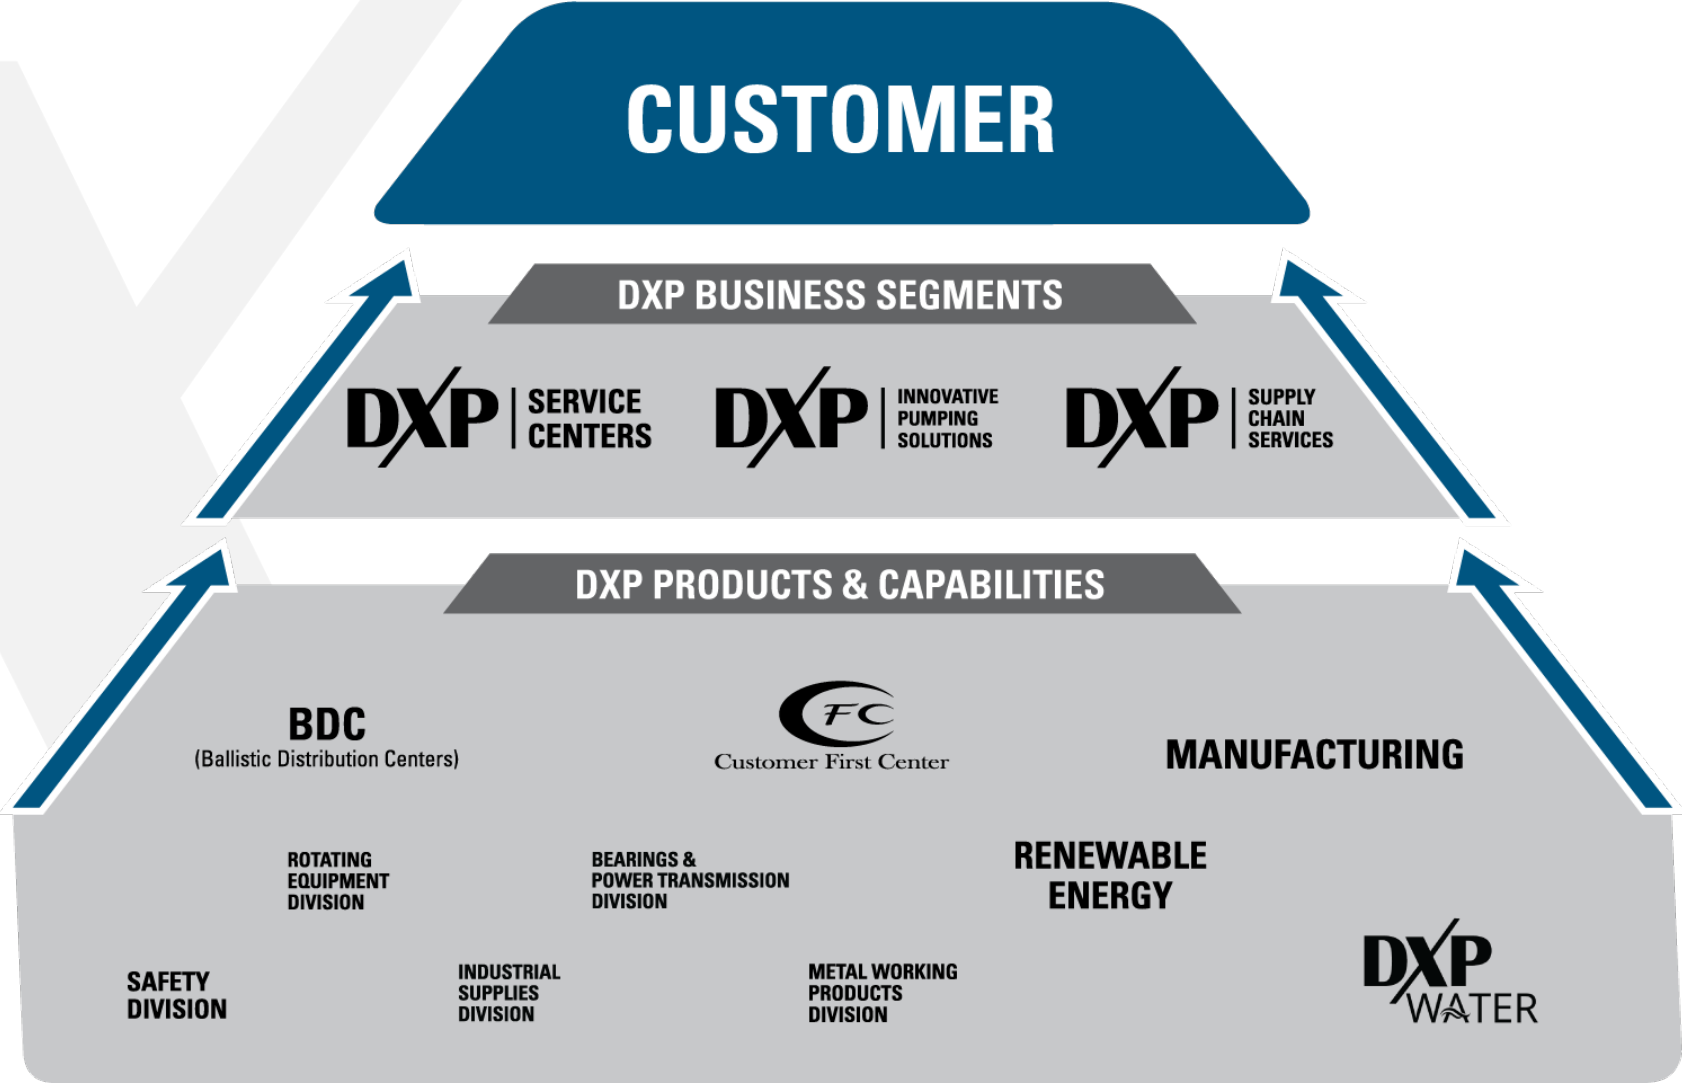 CUSTOMER
DXP BUSINESS SEGMENTS
DXP
SERVICE
CENTERS
DXP
INNOVATIVE
PUMPING
SOLUTIONS
DXP
SUPPLY
CHAIN
SERVICES
DXP PRODUCTS & CAPABILITIES
BDC
(Ballistic Distribution Centers)
CFC
Customer First Center
MANUFACTURING
ROTATING
EQUIPMENT
DIVISION
BEARINGS &
POWER TRANSMISSION
DIVISION
RENEWABLE
ENERGY
SAFETY
DIVISION
INDUSTRIAL
SUPPLIES
DIVISION
METAL WORKING
PRODUCTS
DIVISION
DXP
WATER